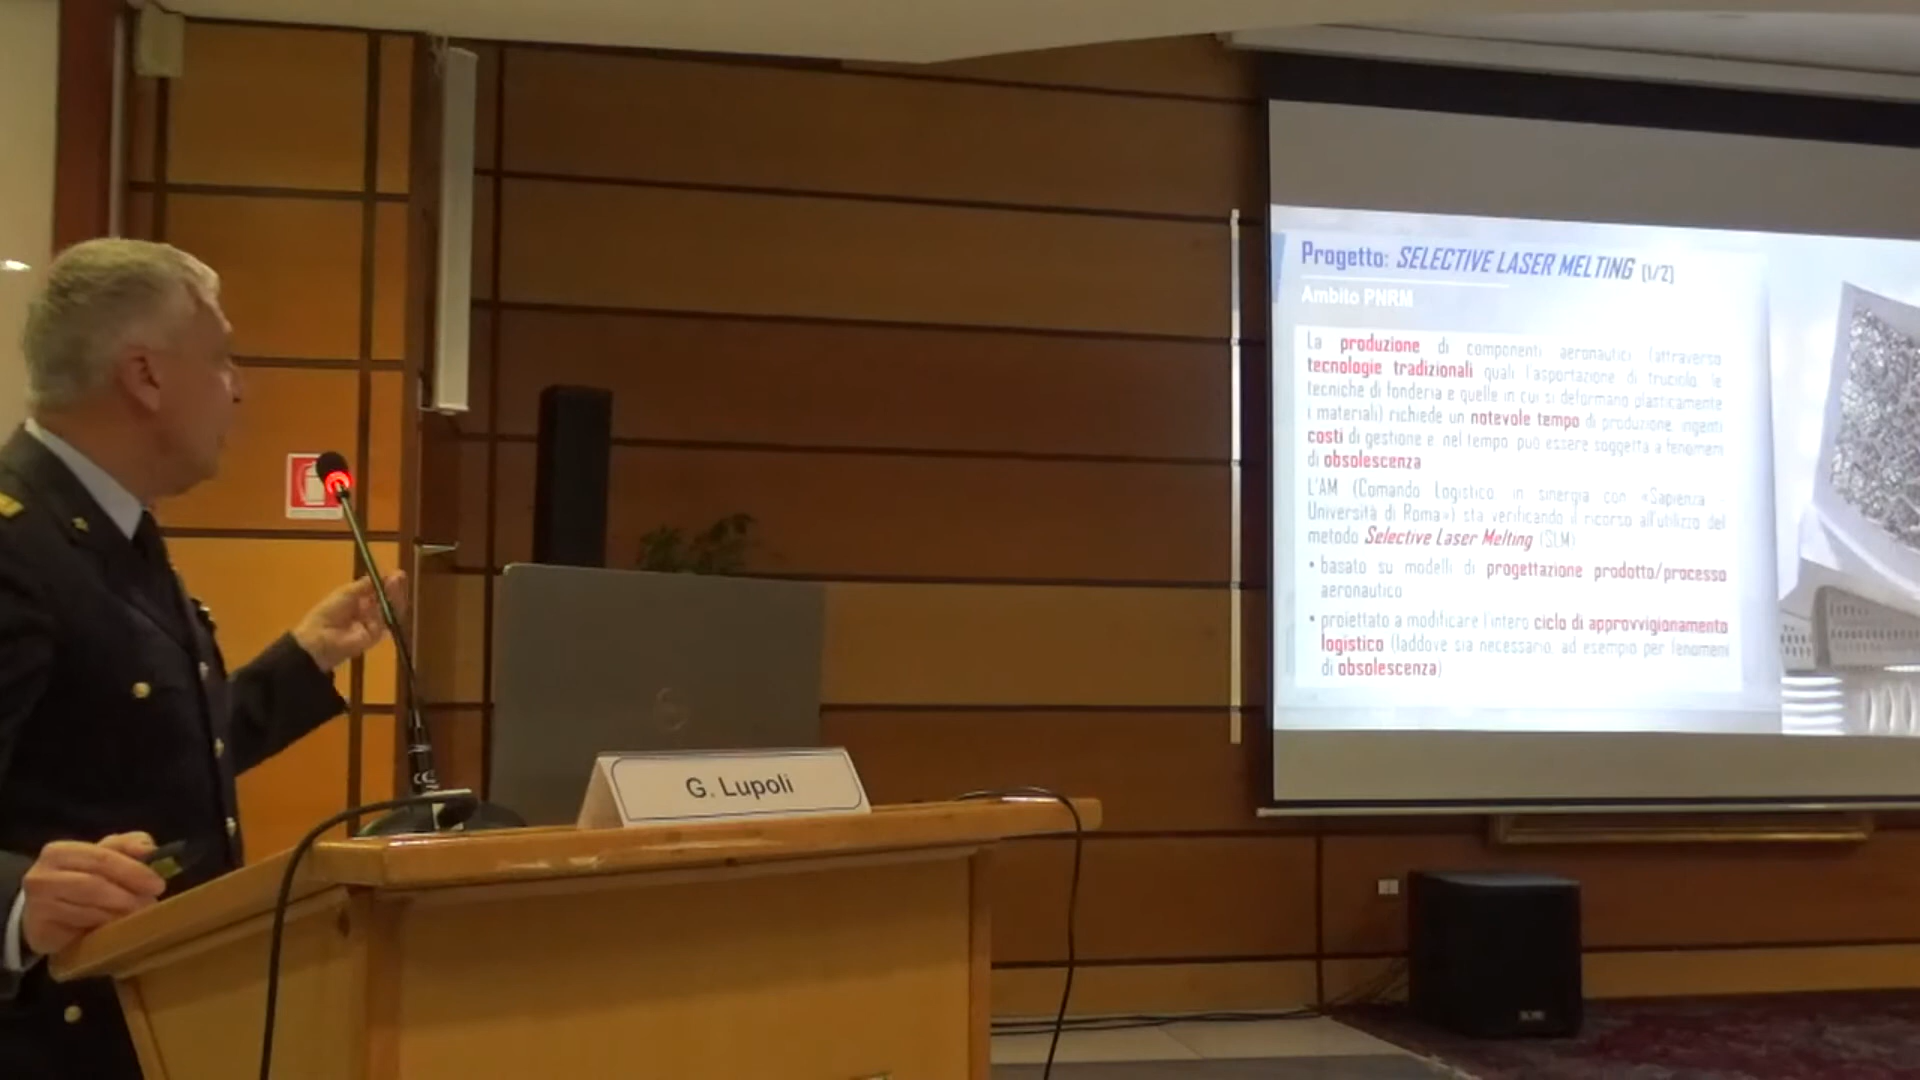 Progetto: SELECTIVE LASER MELTING (1/2)
Ambito PNRM
La produzione di componenti aeronautici (attraverso
tecnologie tradizionali quali l'asportazione di truciolo, le
tecniche di fonderia e quelle in cui si deformano plasticamente
i materiali) richiede un notevole tempo di produzione, ingenti
costi di gestione e, nel tempo, può essere soggetta a fenomeni
di obsolescenza
L'AM (Comando Logistico in sinergia con «Sapienza -
Università di Roma») sta verificando il ricorso all'utilizzo del
metodo Selective Laser Melting (SLM)
• basato su modelli di progettazione prodotto/processo
aeronautico
• proiettato a modificare l'intero ciclo di approvvigionamento
logistico (laddove sia necessario, ad esempio per fenomeni
di obsolescenza)
G. Lupoli